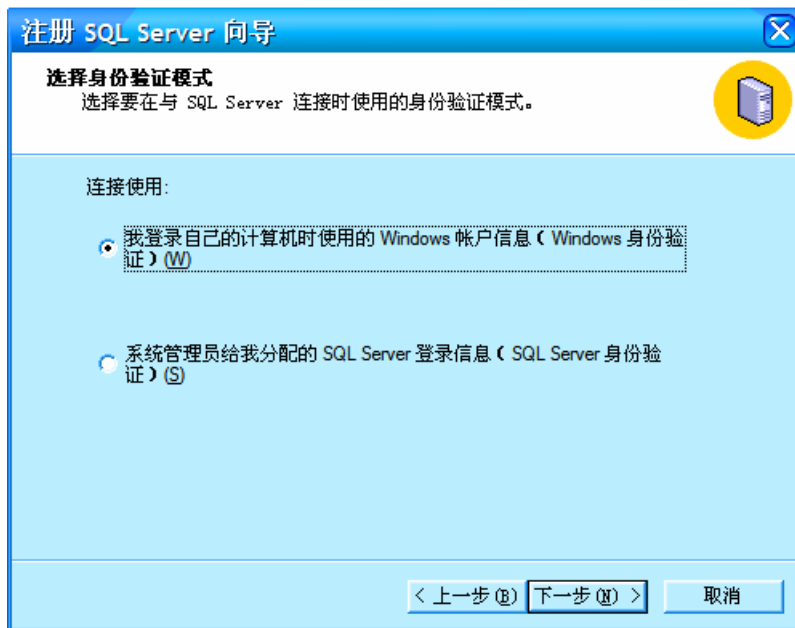 注册 SQL Server 向导
选择身份验证模式
选择要在与 SQL Server 连接时使用的身份验证模式。
连接使用:
我登录自己的计算机时使用的 Windows 帐户信息（ Windows 身份验
证）(W)
系统管理员给我分配的 SQL Server 登录信息（ SQL Server 身份验
证）(S)
< 上一步(B) 下一步(N) > 取消